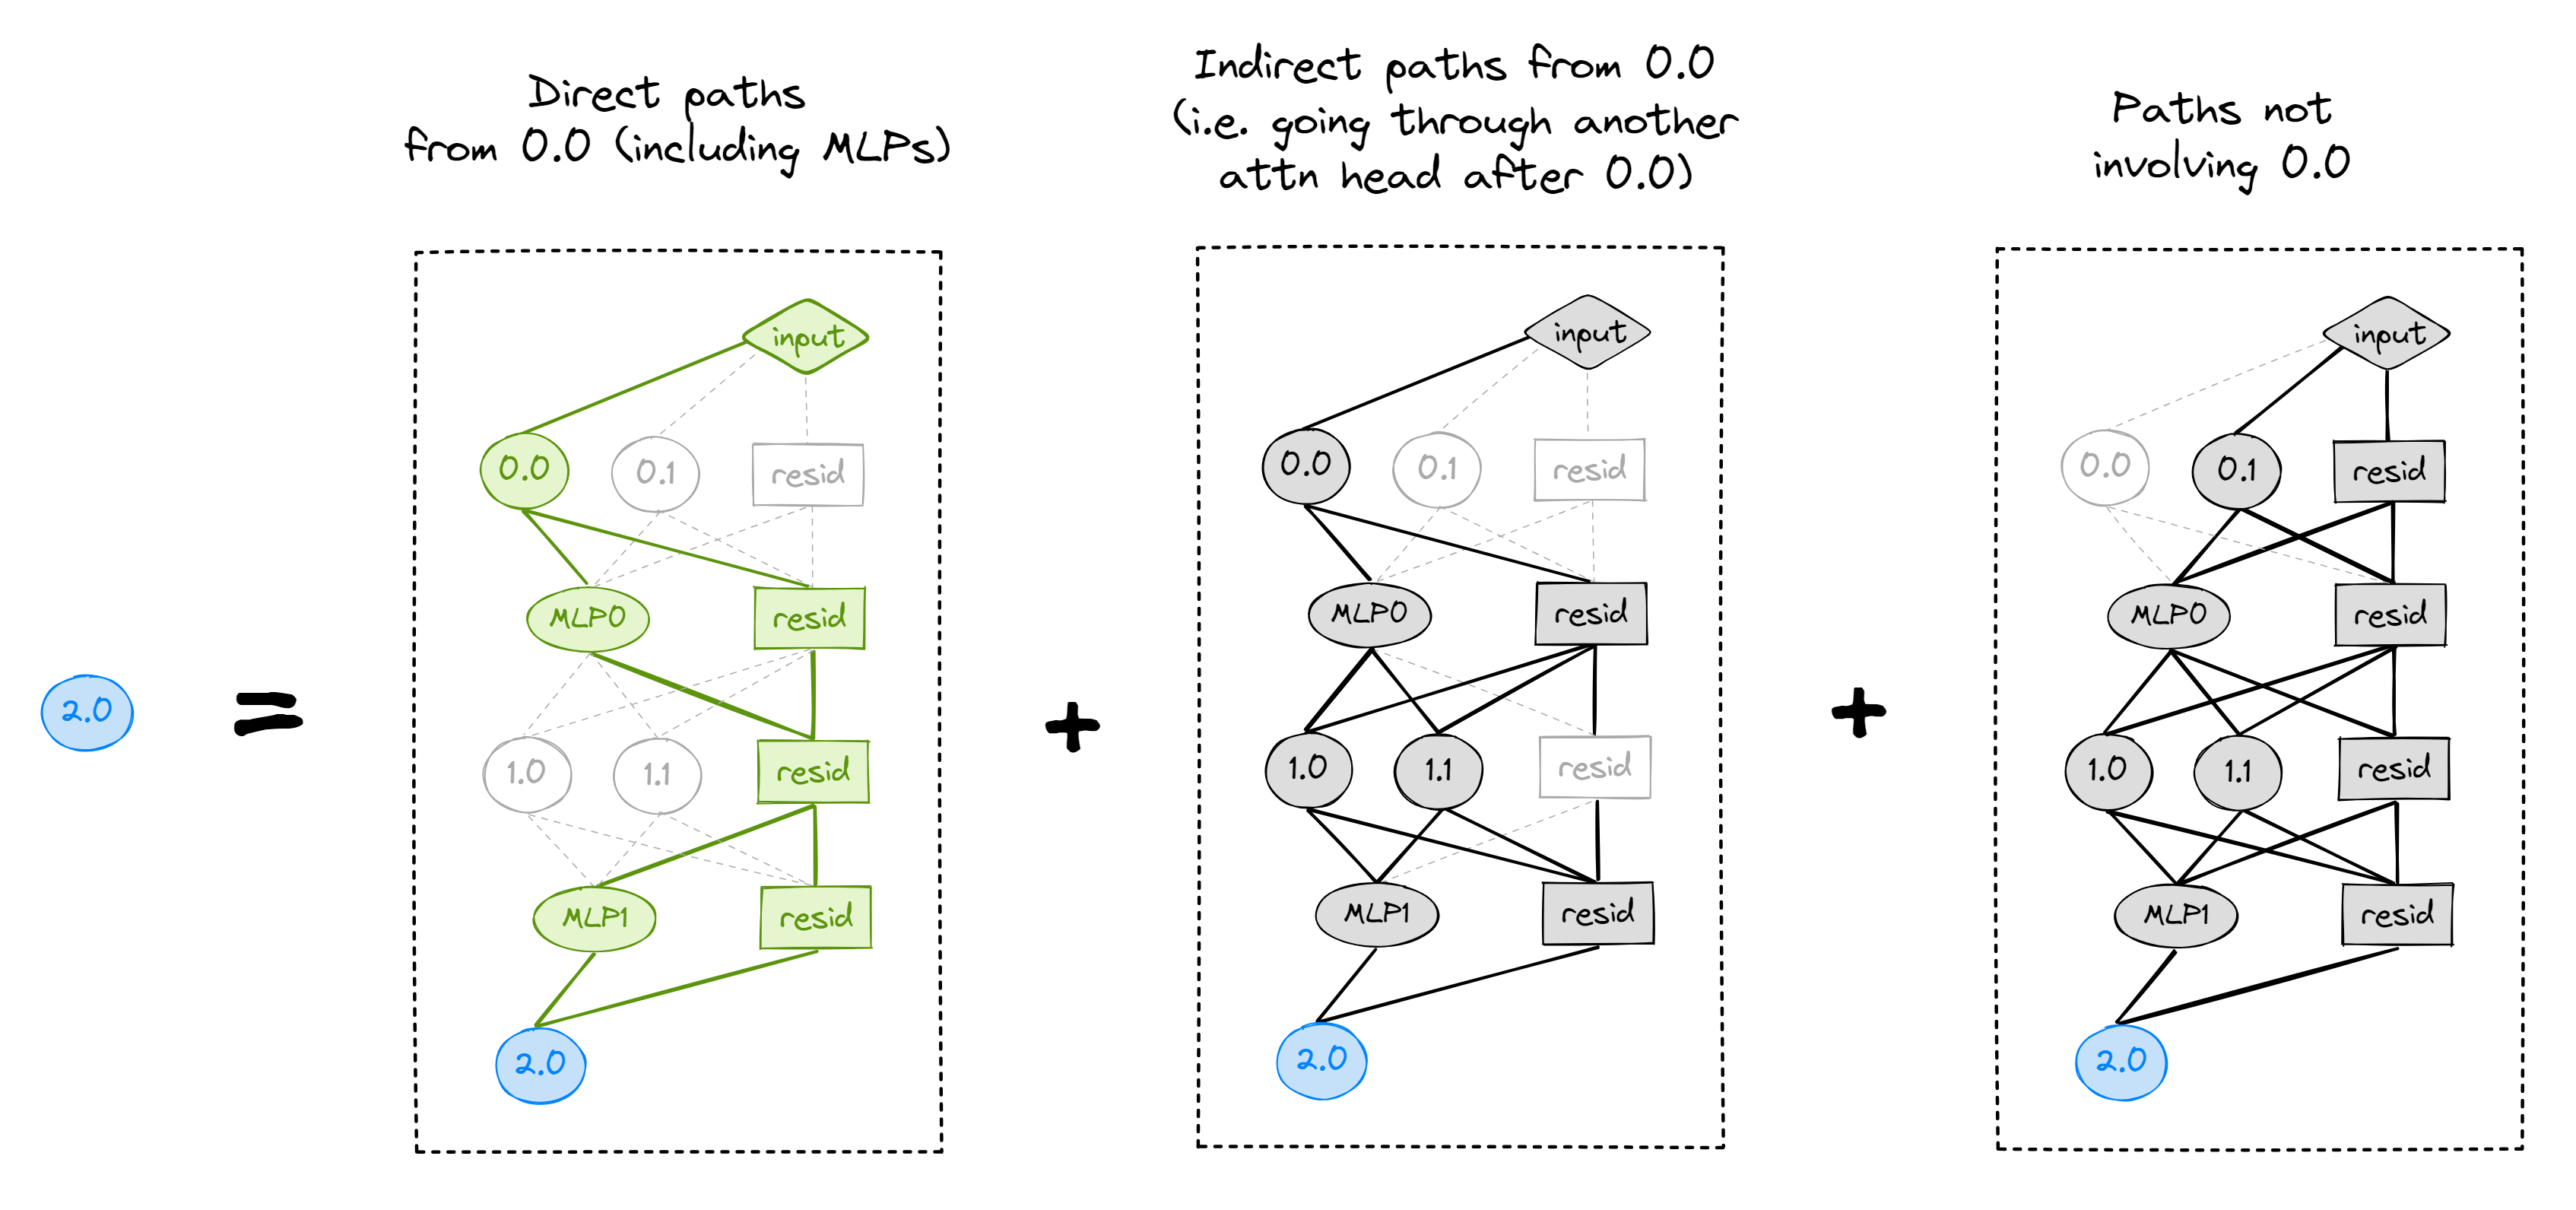 Direct paths
from 0.0 (including MLPs)
Indirect paths from 0.0
(i.e. going through another
attn head after 0.0)
Paths not
involving 0.0
2.0
=
input
0.0
0.1
resid
MLP0
resid
1.0
1.1
resid
MLP1
resid
2.0
+
input
0.0
0.1
resid
MLP0
resid
1.0
1.1
resid
MLP1
resid
2.0
+
input
0.0
0.1
resid
MLP0
resid
1.0
1.1
resid
MLP1
resid
2.0